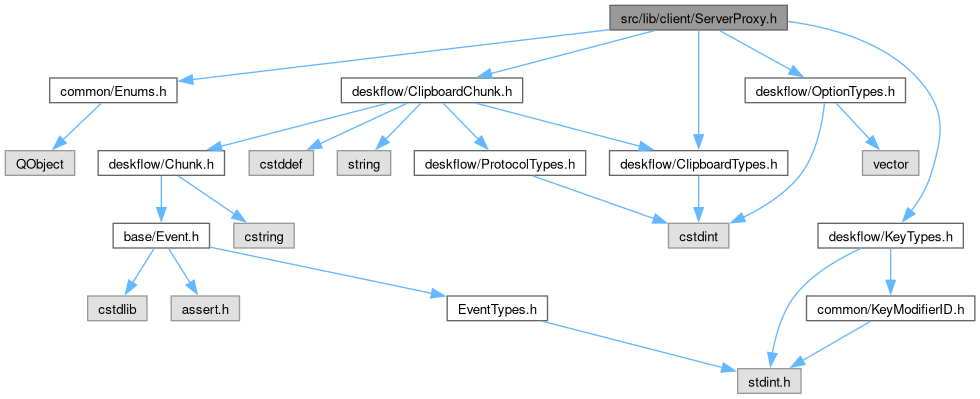 src/lib/client/ServerProxy.h
common/Enums.h
deskflow/ClipboardChunk.h
deskflow/OptionTypes.h
QObject
deskflow/Chunk.h
cstddef
string
deskflow/ProtocolTypes.h
deskflow/ClipboardTypes.h
vector
base/Event.h
cstring
cstdint
deskflow/KeyTypes.h
cstdlib
assert.h
EventTypes.h
common/KeyModifierID.h
stdint.h